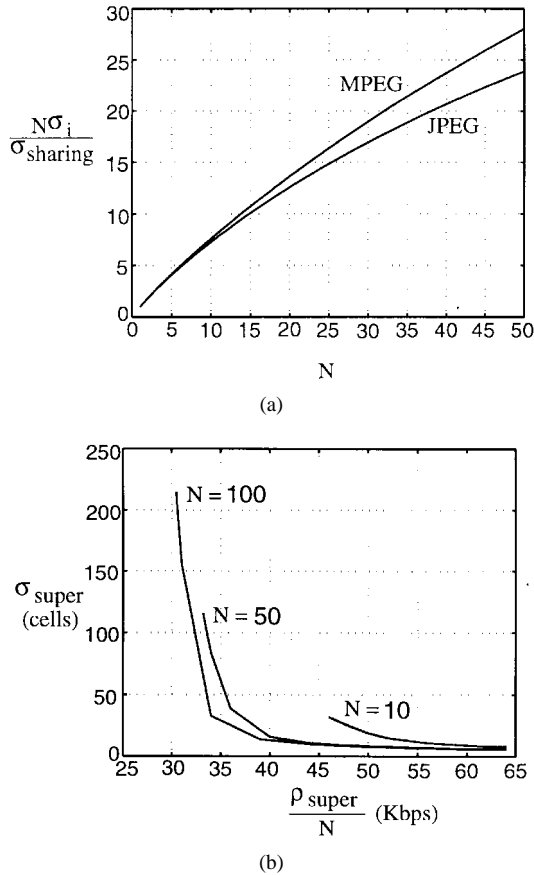 30
25
20
15
10
5
0
Nσi
σsharing
MPEG
JPEG
0 5 10 15 20 25 30 35 40 45 50
N
(a)
250
200
150
100
50
0
σsuper
(cells)
N = 100
N = 50
N = 10
25 30 35 40 45 50 55 60 65
ρsuper
N (Kbps)
(b)